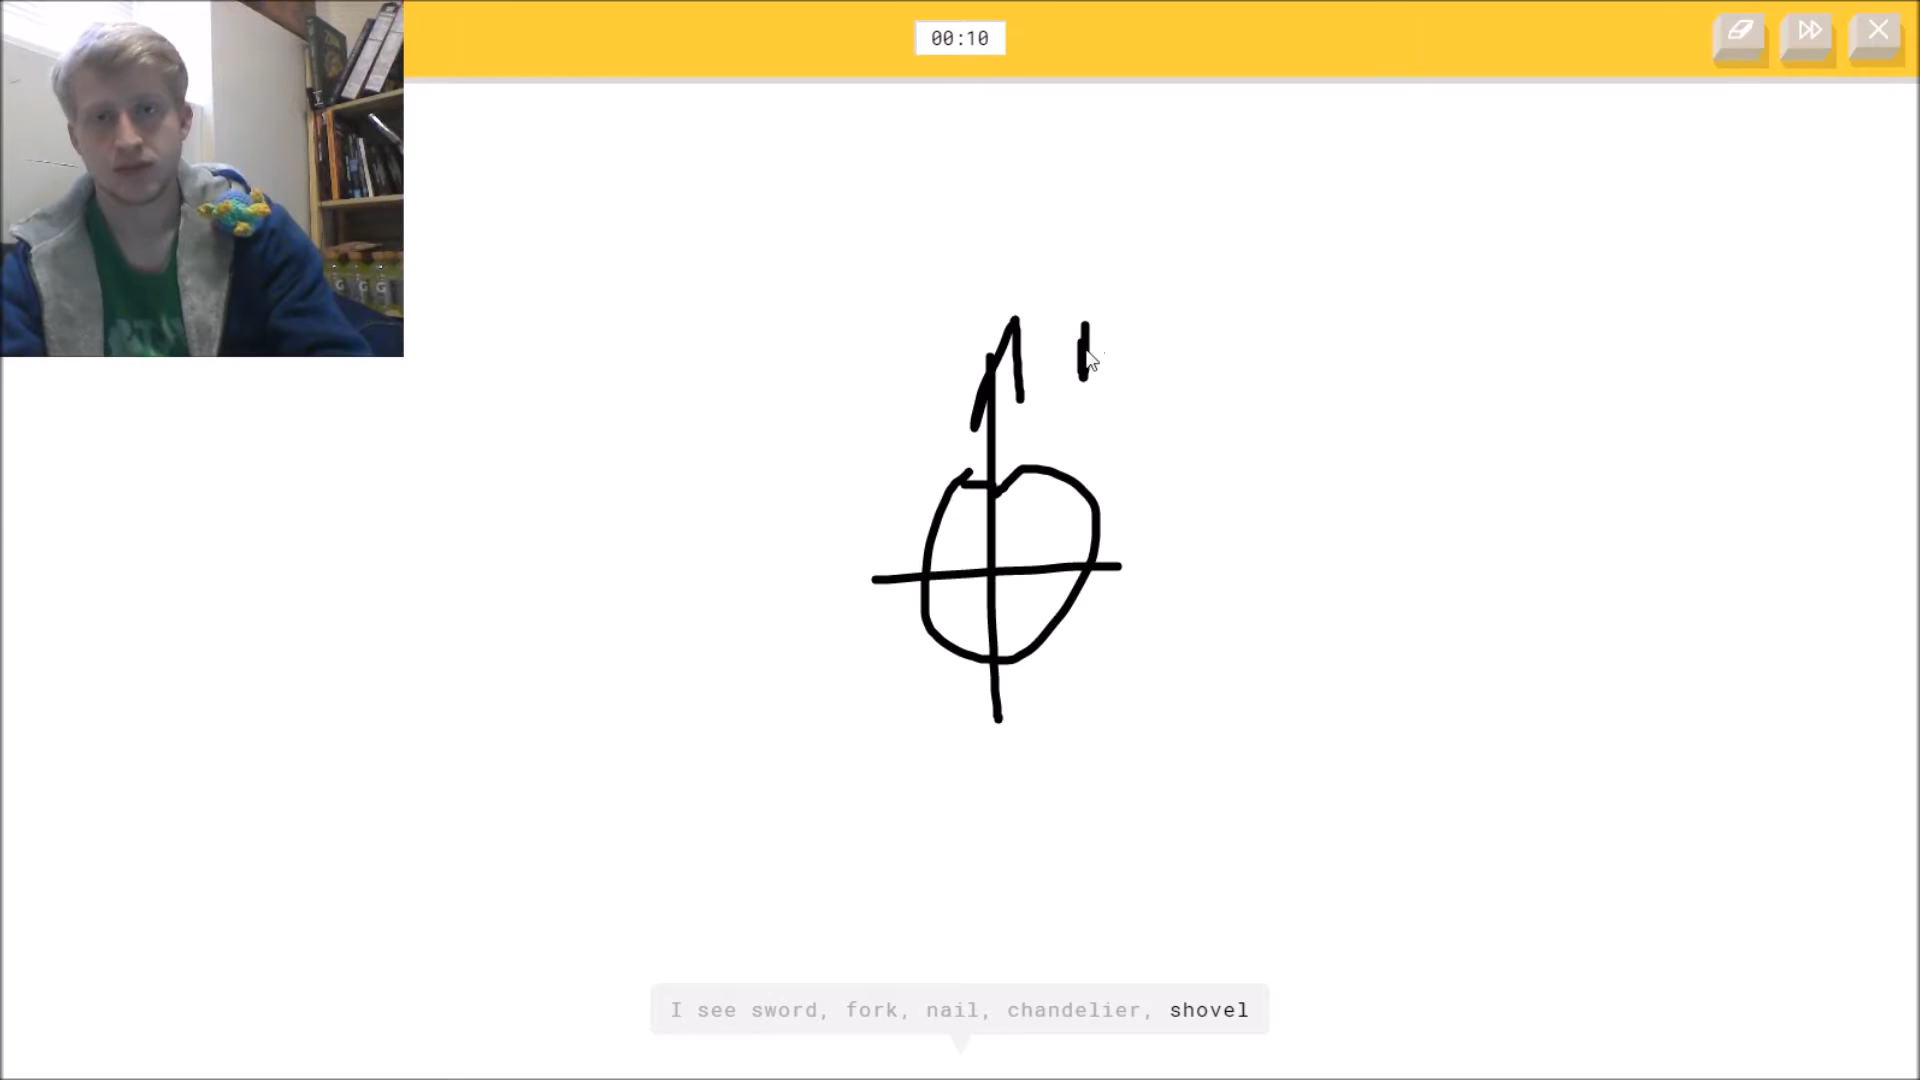 00:10
G G G
I see sword, fork, nail, chandelier, shovel